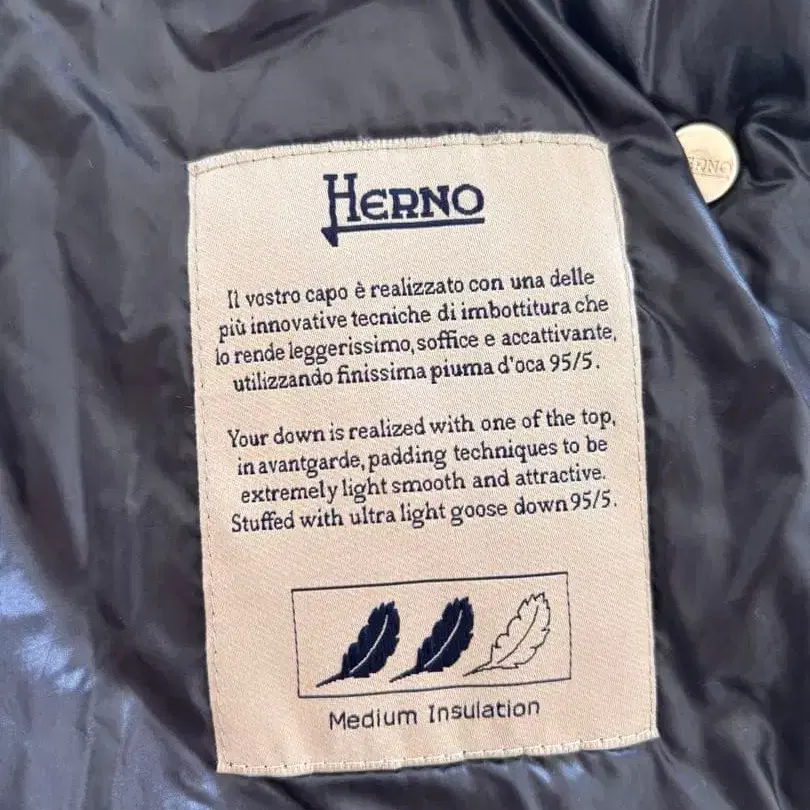 HERNO
Il vostro capo è realizzato con una delle
più innovative tecniche di imbottitura che
lo rende leggerissimo, soffice e accattivante,
utilizzando finissima piuma d'oca 95/5.
Your down is realized with one of the top,
in avantgarde, padding techniques to be
extremely light smooth and attractive.
Stuffed with ultra light goose down 95/5.
Medium Insulation